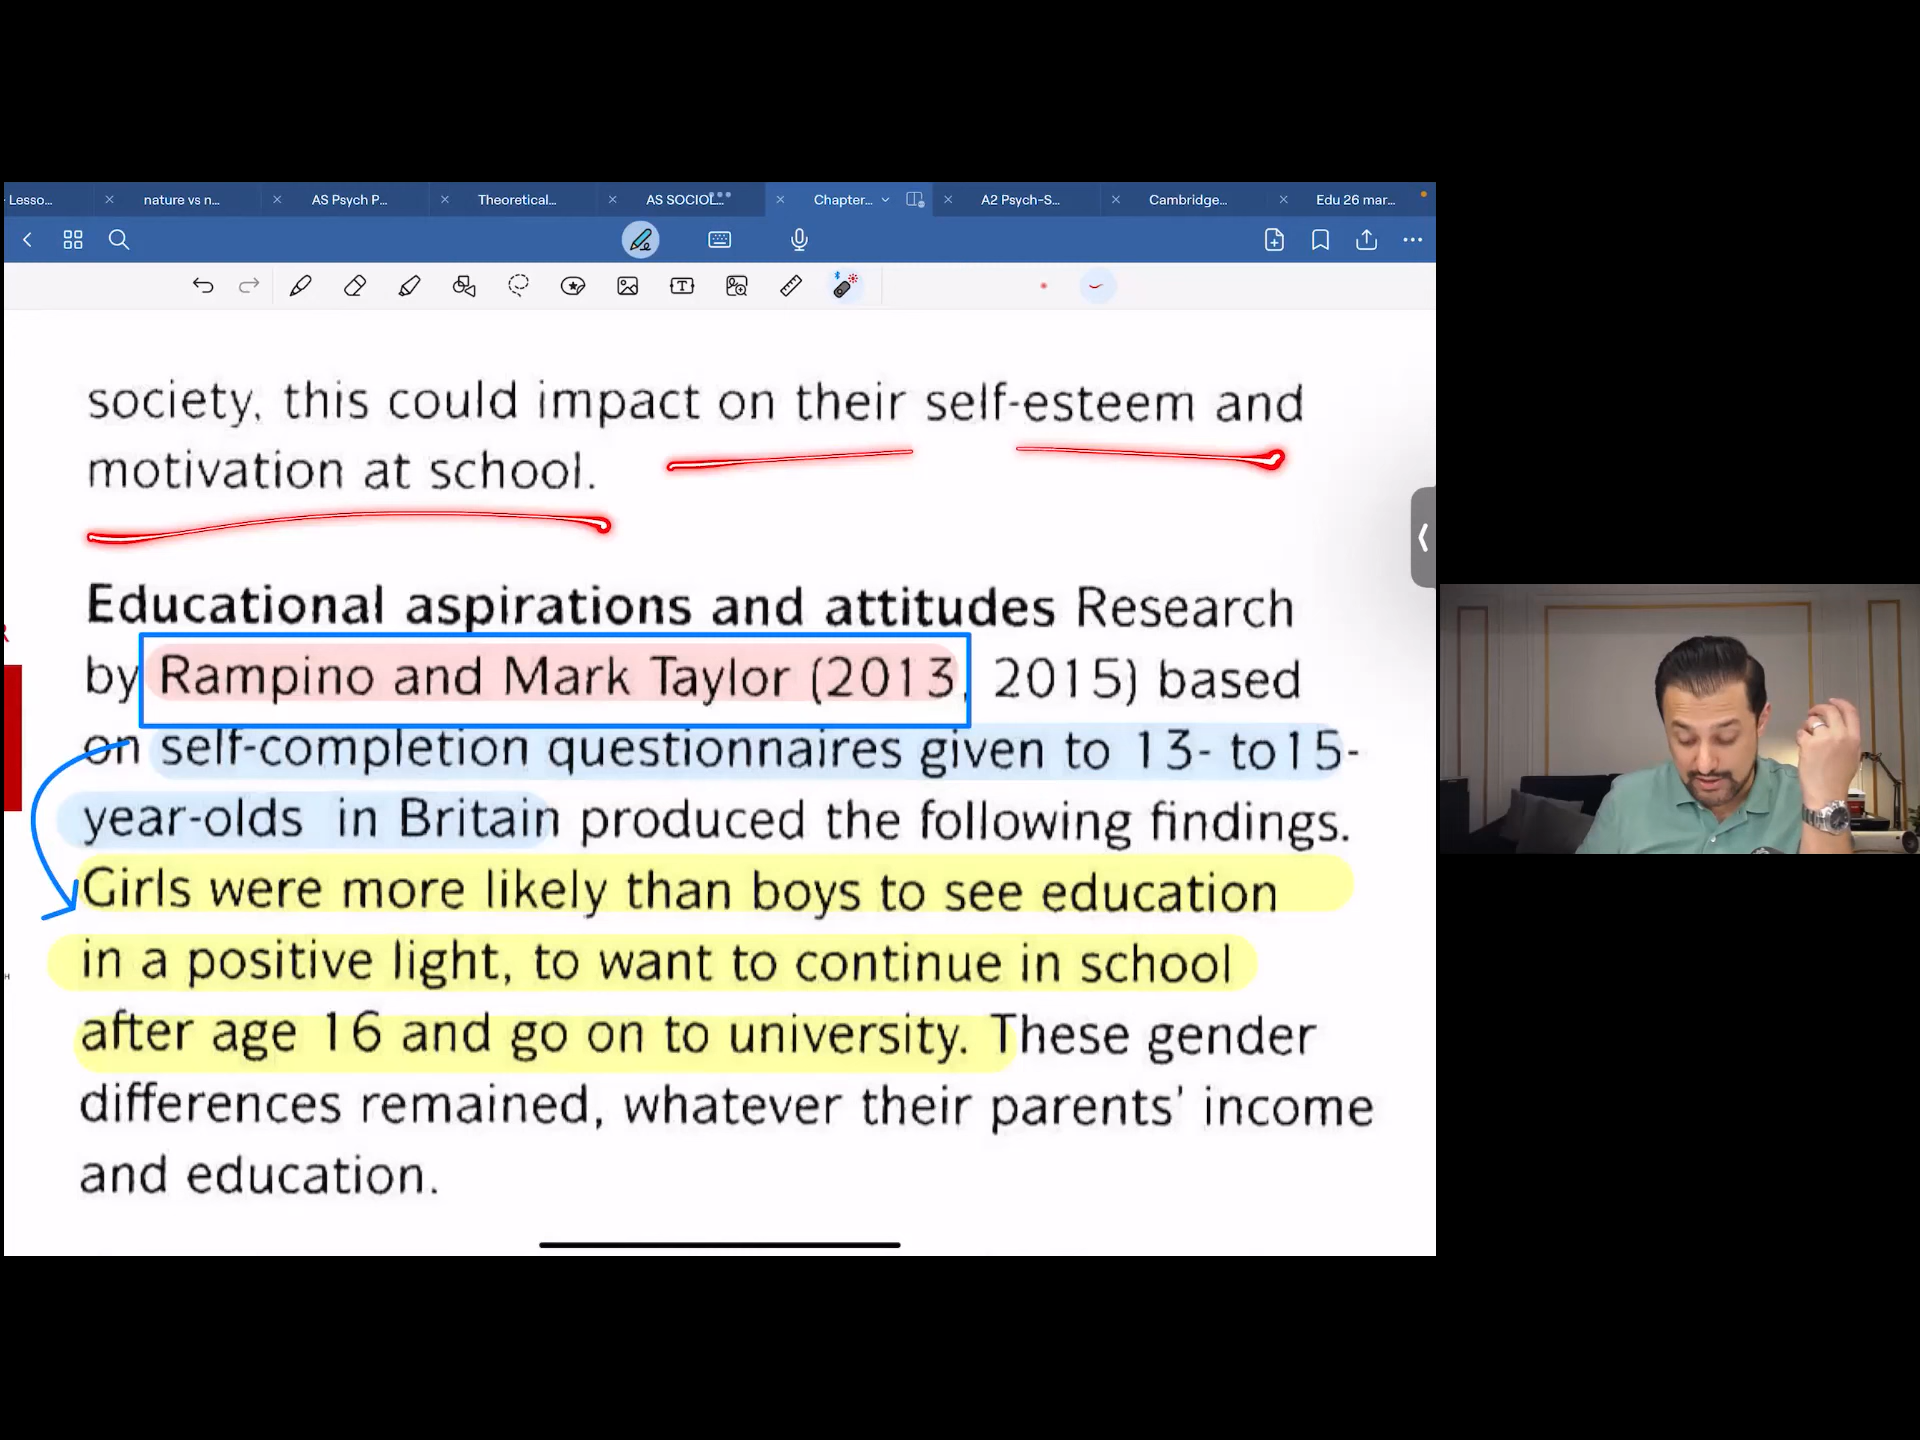 Lesso...
nature vs n...
AS Psych P...
Theoretical...
AS SOCIOL...
Chapter...
A2 Psych-S...
Cambridge...
Edu 26 mar...
society, this could impact on their self-esteem and
motivation at school.
Educational aspirations and attitudes Research
by Rampino and Mark Taylor (2013, 2015) based
on self-completion questionnaires given to 13- to15-
year-olds in Britain produced the following findings.
Girls were more likely than boys to see education
in a positive light, to want to continue in school
after age 16 and go on to university. These gender
differences remained, whatever their parents' income
and education.